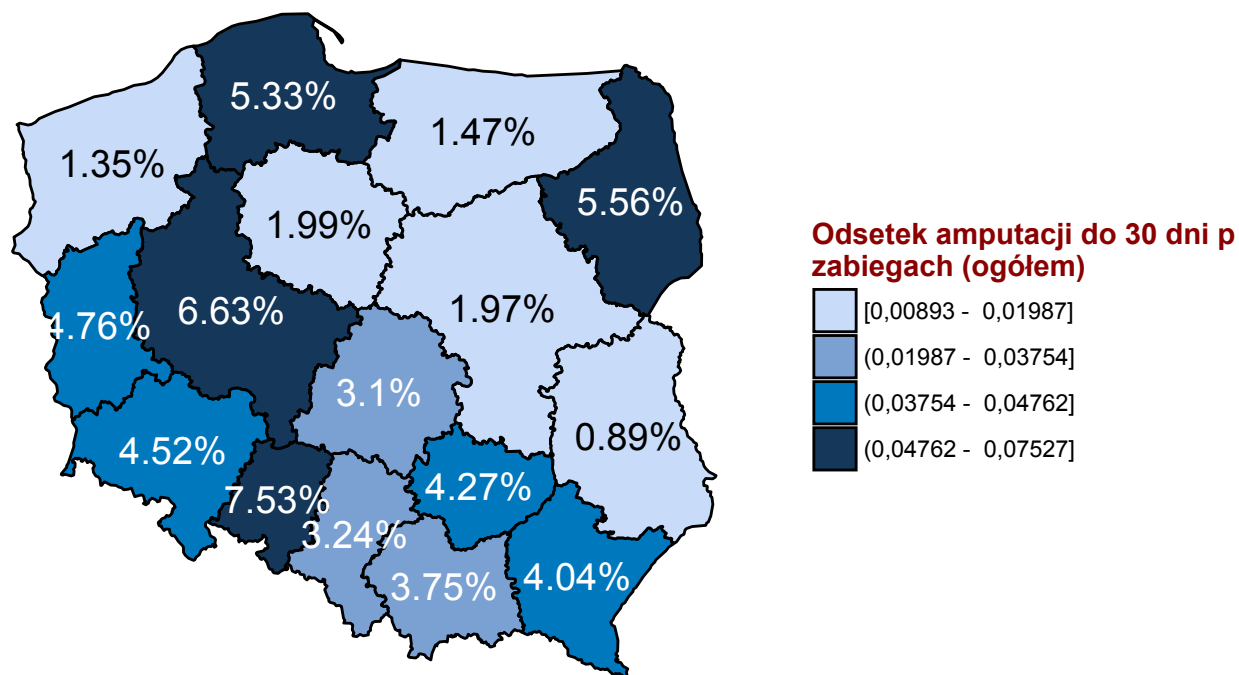 5.33%
1.47%
1.35%
5.56%
1.99%
1.97%
6.63%
4.76%
3.1%
0.89%
4.52%
4.27%
7.53%
3.24%
3.75%
4.04%
Odsetek amputacji do 30 dni p
zabiegach (ogółem)
[0,00893 - 0,01987]
(0,01987 - 0,03754]
(0,03754 - 0,04762]
(0,04762 - 0,07527]